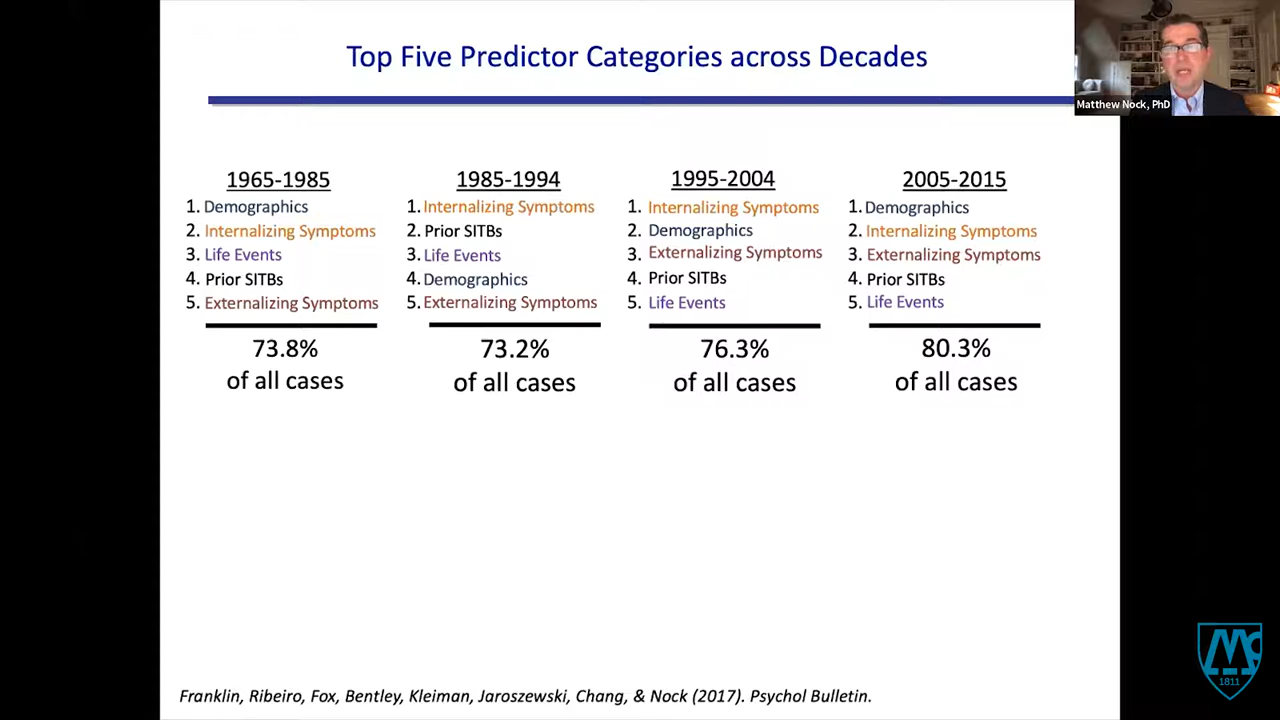 Top Five Predictor Categories across Decades
Matthew Nock, PhD
1965-1985
1. Demographics
2. Internalizing Symptoms
3. Life Events
4. Prior SITBs
5. Externalizing Symptoms
73.8%
of all cases
1985-1994
1. Internalizing Symptoms
2. Prior SITBs
3. Life Events
4. Demographics
5. Externalizing Symptoms
73.2%
of all cases
1995-2004
1. Internalizing Symptoms
2. Demographics
3. Externalizing Symptoms
4. Prior SITBs
5. Life Events
76.3%
of all cases
2005-2015
1. Demographics
2. Internalizing Symptoms
3. Externalizing Symptoms
4. Prior SITBs
5. Life Events
80.3%
of all cases
Franklin, Ribeiro, Fox, Bentley, Kleiman, Jaroszewski, Chang, & Nock (2017). Psychol Bulletin.
Mc
1811